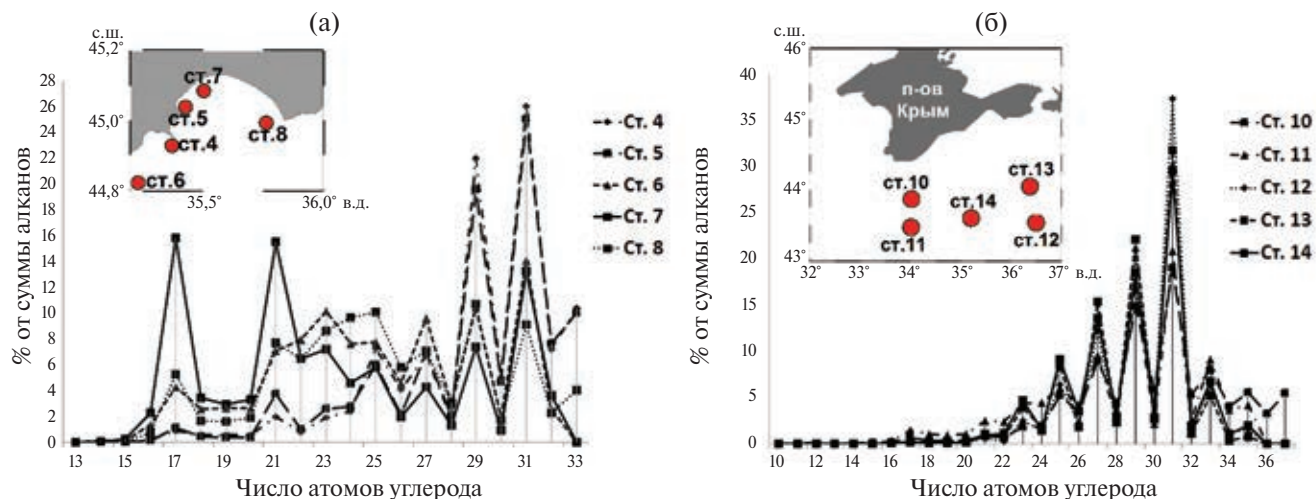 (а)
с.ш.
45,2°
45,0°
44,8°
35,5°
36,0° в.д.
ст.7
ст.5
ст.4
ст.8
ст.6
% от суммы алканов
28
26
24
22
20
18
16
14
12
10
8
6
4
2
0
13 15 17 19 21 23 25 27 29 31 33
Число атомов углерода
Ст. 4
Ст. 5
Ст. 6
Ст. 7
Ст. 8
(б)
с.ш.
46°
45°
44°
43°
32° 33° 34° 35° 36° 37° в.д.
п-ов
Крым
ст.13
ст.10
ст.14
ст.11
ст.12
% от суммы алканов
40
35
30
25
20
15
10
5
0
10 12 14 16 18 20 22 24 26 28 30 32 34 36
Число атомов углерода
Ст. 10
Ст. 11
Ст. 12
Ст. 13
Ст. 14